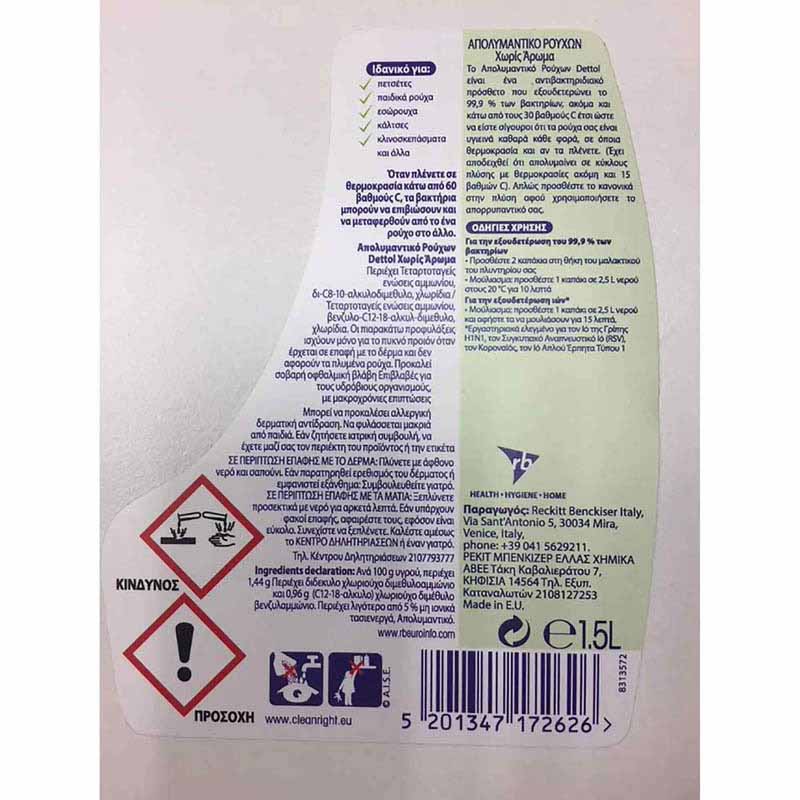 Ιδανικό για:
πετσέτες
παιδικά ρούχα
εσώρουχα
κάλτσες
κλινοσκεπάσματα
και άλλα
Όταν πλένετε σε
θερμοκρασία κάτω από 60
βαθμούς C, τα βακτήρια
μπορούν να επιβιώσουν και
να μεταφερθούν από το ένα
ρούχο στο άλλο.
Απολυμαντικό Ρούχων
Dettol Χωρίς Άρωμα
Περιέχει Τεταρτοταγείς
ενώσεις αμμωνίου,
δι-C8-10-αλκυλοδιμεθυλο, χλωρίδια /
Τεταρτοταγείς ενώσεις αμμωνίου,
βενζυλο-C12-18-αλκυλ-διμεθυλο,
χλωρίδια. Οι πιαρακάτω προφυλάξεις
ισχύουν μόνο για το πυκνό προιόν όταν
έρχεται σε επαφή με το δέρμα και δεν
αφορούν τα πλυμένα ρούχα. Προκαλεί
σοβαρή οφθαλμική βλάβη Επιβλαβές για
τους υδρόβιους οργανισμούς,
με μακροχρόνιες επιπτώσεις
Μπορεί να προκαλέσει αλλεργική
δερματική αντίδραση. Να φυλάσσεται μακριά
από παιδιά. Εάν ζητήσετε ιατρική συμβουλή, να
έχετε μαζί σας τον περιέκτη του προϊόντος ή την ετικέτα
ΣΕ ΠΕΡΙΠΤΩΣΗ ΕΠΑΦΗΣ ΜΕ ΤΟ ΔΕΡΜΑ: Πλύνετε με άφθονο
νερό και σαπούνι. Εάν παρατηρηθεί ερεθισμός του δέρματος ή
εμφανιστεί εξάνθημα: Συμβουλευθείτε γιατρό.
ΣΕ ΠΕΡΙΠΤΩΣΗ ΕΠΑΦΗΣ ΜΕ ΤΑ ΜΑΤΙΑ: Ξεπλύνετε
προσεκτικά με νερό για αρκετά λεπτά. Εάν υπάρχουν
φακοί επαφής, αφαιρέστε τους, εφόσον είναι
εύκολο. Συνεχίστε να ξεπλένετε. Καλέστε αμέσως
το ΚΕΝΤΡΟ ΔΗΛΗΤΗΡΙΑΣΕΩΝ ή έναν γιατρό.
Τηλ. Κέντρου Δηλητηριάσεων 2107793777
Ingredients declaration: Ανά 100 g υγρού, περιέχει
1,44 g Περιέχει διδεκυλο χλωριούχο διμεθυλοαμμώνιο
και 0,96 g (C12-18-αλκυλο) χλωριούχο διμεθυλο
βενζυλαμμώνιο. Περιέχει λιγότερο από 5 % μη ιονικά
τασιενεργά, Απολυμαντικό.
www.rbeuroinfo.com
ΚΙΝΔΥΝΟΣ
ΠΡΟΣΟΧΗ
www.cleanright.eu
© A.I.S.E.
ΑΠΟΛΥΜΑΝΤΙΚΟ ΡΟΥΧΩΝ
Χωρίς Άρωμα
Το Απολυμαντικό Ρούχων Dettol
είναι ένα αντιβακτηριδιακό
πρόσθετο που εξουδετερώνει το
99,9 % των βακτηρίων, ακόμα και
κάτω από τους 30 βαθμούς C έτσι ώστε
να είστε σίγουροι ότι τα ρούχα σας είναι
υγιεινά καθαρά κάθε φορά, σε όποια
θερμοκρασία και αν τα πλένετε. (Έχει
αποδειχθεί ότι απολυμαίνει σε κύκλους
πλύσης με θερμοκρασίες ακόμη και 15
βαθμών C). Απλώς προσθέστε το κανονικά
στην πλύση αφού χρησιμοποιήσετε το
απορρυπαντικό σας.
ΟΔΗΓΙΕΣ ΧΡΗΣΗΣ
Για την εξουδετέρωση του 99,9 % των
βακτηρίων
• Προσθέστε 2 καπάκια στη θήκη του μαλακτικού
του πλυντηρίου σας
• Μούλιασμα: προσθέστε 1 καπάκι σε 2,5 L νερού
στους 20 °C για 10 λεπτά
Για την εξουδετέρωση ιών*
• Μούλιασμα: προσθέστε 1 καπάκι σε 2,5 L νερού
και αφήστε τα να μουλιάσουν για 15 λεπτά.
*Εργαστηριακά ελεγμένο για τον Ιό της Γρίπης
H1N1, τον Συγκυτιακό Αναπνευστικό Ιό (RSV),
τον Κοροναϊός, τον Ιό Απλού Έρπητα Τύπου 1
rb
HEALTH • HYGIENE • HOME
Παραγωγός: Reckitt Benckiser Italy,
Via Sant'Antonio 5, 30034 Mira,
Venice, Italy,
phone: +39 041 5629211.
ΡΕΚΙΤ ΜΠΕΝΚΙΖΕΡ ΕΛΛΑΣ ΧΗΜΙΚΑ
ΑΒΕΕ Τάκη Καβαλιεράτου 7,
ΚΗΦΙΣΙΑ 14564 Τηλ. Εξυπ.
Καταναλωτών 2108127253
Made in E.U.
℮1.5L
8313572
5 201347 172626 >